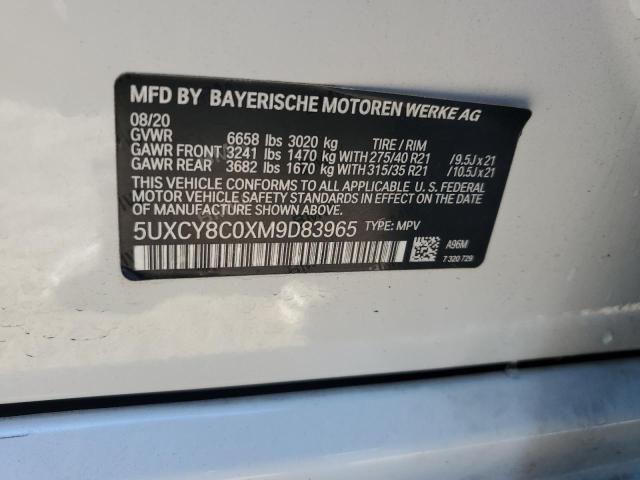 MFD BY BAYERISCHE MOTOREN WERKE AG
08/20
GVWR 6658 lbs 3020 kg TIRE / RIM
GAWR FRONT 3241 lbs 1470 kg WITH 275/40 R21 / 9.5J x 21
GAWR REAR 3682 lbs 1670 kg WITH 315/35 R21 / 10.5J x 21
THIS VEHICLE CONFORMS TO ALL APPLICABLE U. S. FEDERAL
MOTOR VEHICLE SAFETY STANDARDS IN EFFECT ON THE
DATE OF MANUFACTURE SHOWN ABOVE.
5UXCY8C0XM9D83965 TYPE: MPV
A96M
7 320 729